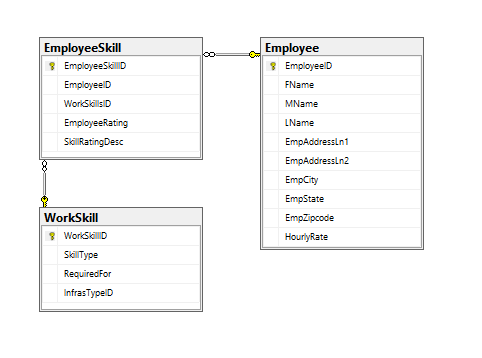 EmployeeSkill
EmployeeSkillID
EmployeeID
WorkSkillsID
EmployeeRating
SkillRatingDesc
Employee
EmployeeID
FName
MName
LName
EmpAddressLn1
EmpAddressLn2
EmpCity
EmpState
EmpZipcode
HourlyRate
WorkSkill
WorkSkillID
SkillType
RequiredFor
InfrasTypeID